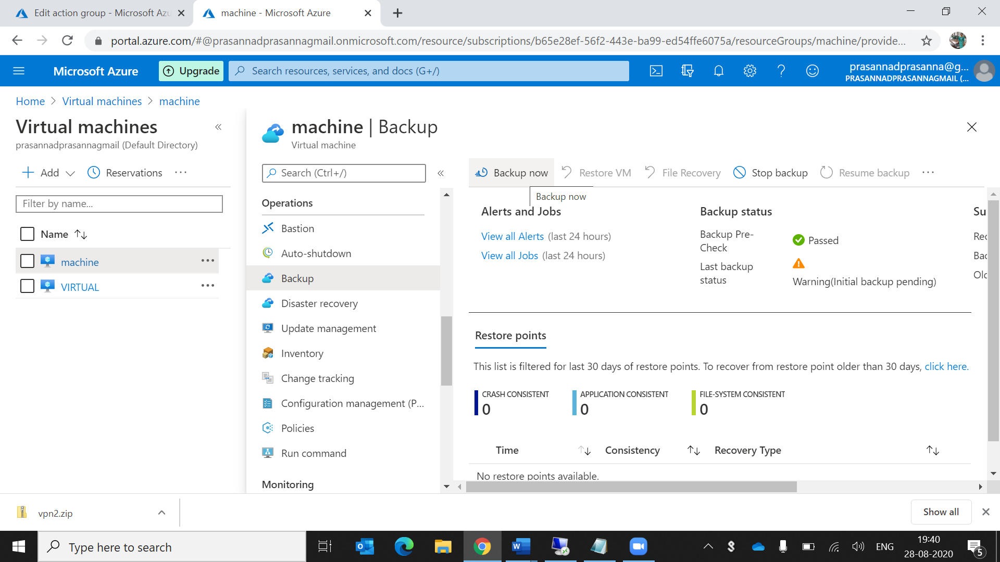 Edit action group - Microsoft Azu
machine - Microsoft Azure
portal.azure.com/#@prasannadprasannagmail.onmicrosoft.com/resource/subscriptions/b65e28ef-56f2-443e-ba99-ed54ffe6075a/resourceGroups/machine/provide...
Microsoft Azure
Upgrade
Search resources, services, and docs (G+/)
prasannadprasanna@g...
PRASANNADPRASANNAGMAIL (...
Home > Virtual machines > machine
Virtual machines
prasannadprasannagmail (Default Directory)
Add
Reservations
Filter by name...
Name
machine
VIRTUAL
machine | Backup
Virtual machine
Search (Ctrl+/)
Operations
Bastion
Auto-shutdown
Backup
Disaster recovery
Update management
Inventory
Change tracking
Configuration management (P...
Policies
Run command
Monitoring
Backup now
Restore VM
File Recovery
Stop backup
Resume backup
Backup now
Alerts and Jobs
View all Alerts (last 24 hours)
View all Jobs (last 24 hours)
Backup status
Backup Pre-
Check
Passed
Last backup
status
Warning(Initial backup pending)
Su
Rec
Bac
Old
Restore points
This list is filtered for last 30 days of restore points. To recover from restore point older than 30 days, click here.
CRASH CONSISTENT
0
APPLICATION CONSISTENT
0
FILE-SYSTEM CONSISTENT
0
Time
Consistency
Recovery Type
No restore points available.
vpn2.zip
Show all
Type here to search
ENG
19:40
28-08-2020
5